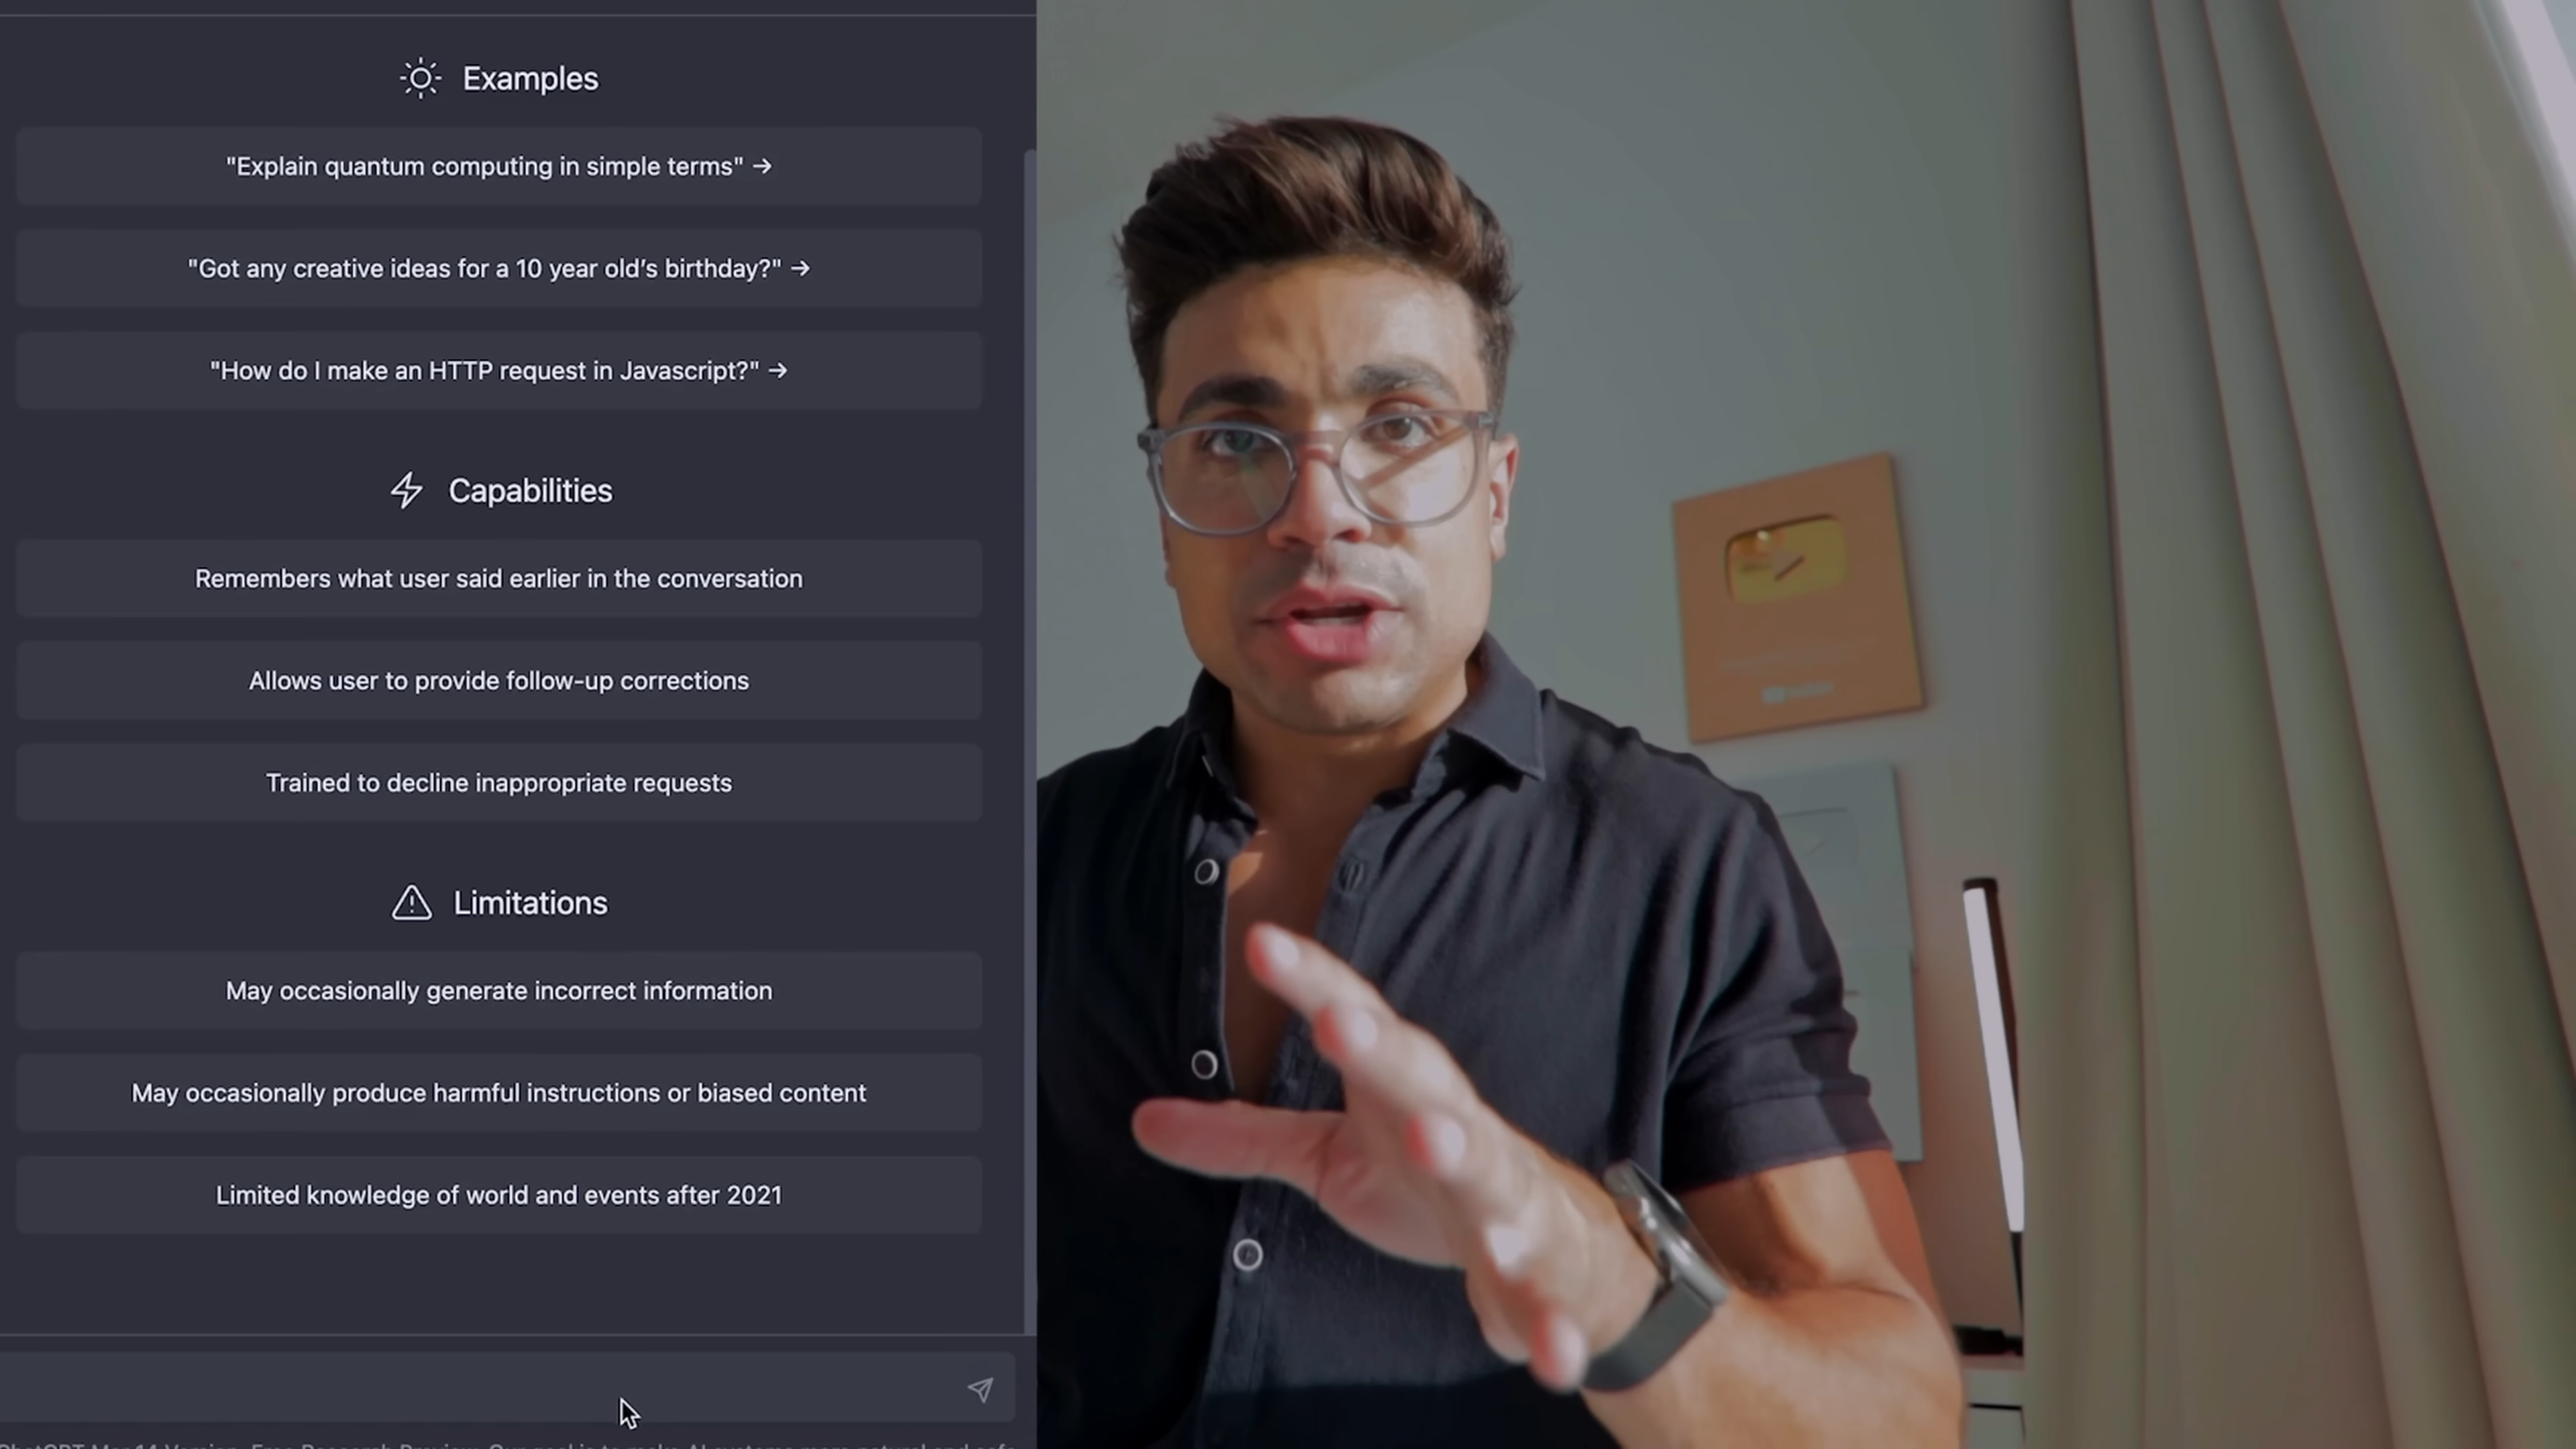 Examples
"Explain quantum computing in simple terms" →
"Got any creative ideas for a 10 year old's birthday?" →
"How do I make an HTTP request in Javascript?" →
Capabilities
Remembers what user said earlier in the conversation
Allows user to provide follow-up corrections
Trained to decline inappropriate requests
Limitations
May occasionally generate incorrect information
May occasionally produce harmful instructions or biased content
Limited knowledge of world and events after 2021